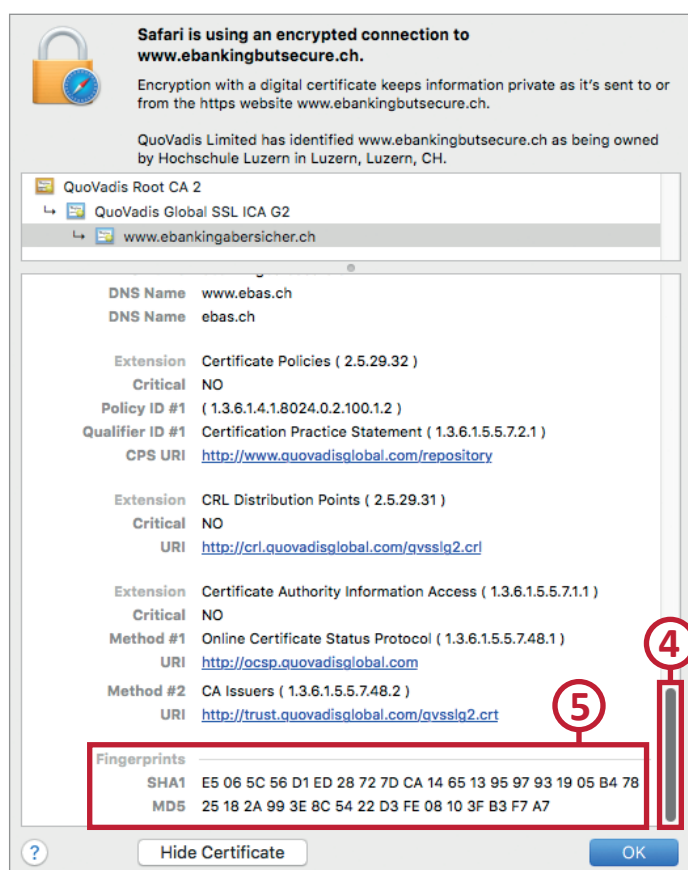 Safari is using an encrypted connection to
www.ebankingbutsecure.ch.
Encryption with a digital certificate keeps information private as it's sent to or
from the https website www.ebankingbutsecure.ch.
QuoVadis Limited has identified www.ebankingbutsecure.ch as being owned
by Hochschule Luzern in Luzern, Luzern, CH.
QuoVadis Root CA 2
QuoVadis Global SSL ICA G2
www.ebankingabersicher.ch
DNS Name www.ebas.ch
DNS Name ebas.ch
Extension Certificate Policies ( 2.5.29.32 )
Critical NO
Policy ID #1 ( 1.3.6.1.4.1.8024.0.2.100.1.2 )
Qualifier ID #1 Certification Practice Statement ( 1.3.6.1.5.5.7.2.1 )
CPS URI http://www.quovadisglobal.com/repository
Extension CRL Distribution Points ( 2.5.29.31 )
Critical NO
URI http://crl.quovadisglobal.com/qvsslg2.crl
Extension Certificate Authority Information Access ( 1.3.6.1.5.5.7.1.1 )
Critical NO
Method #1 Online Certificate Status Protocol ( 1.3.6.1.5.5.7.48.1 )
4
URI http://ocsp.quovadisglobal.com
Method #2 CA Issuers ( 1.3.6.1.5.5.7.48.2 )
URI http://trust.quovadisglobal.com/qvsslg2.crt
5
Fingerprints
SHA1 E5 06 5C 56 D1 ED 28 72 7D CA 14 65 13 95 97 93 19 05 B4 78
MD5 25 18 2A 99 3E 8C 54 22 D3 FE 08 10 3F B3 F7 A7
? Hide Certificate OK